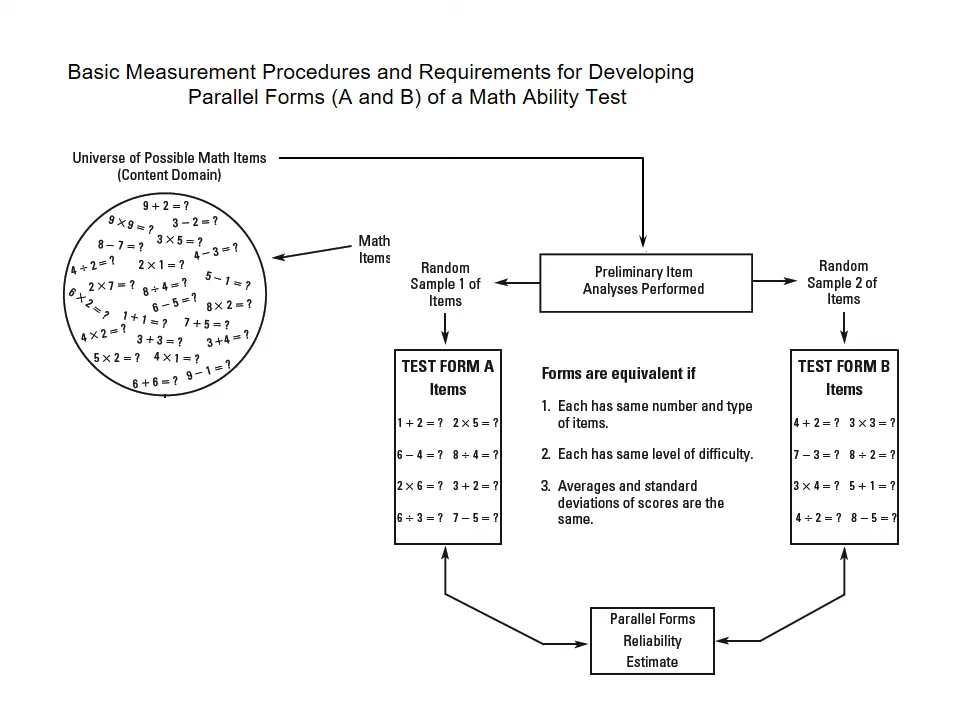 Basic Measurement Procedures and Requirements for Developing
Parallel Forms (A and B) of a Math Ability Test
Universe of Possible Math Items
(Content Domain)
9 + 2 = ?
9 × 9 = ?
3 − 2 = ?
8 − 7 = ?
3 × 5 = ?
4 − 3 = ?
4 ÷ 2 = ?
2 × 1 = ?
5 − 1 = ?
2 × 7 = ?
8 ÷ 4 = ?
6 × 2 = ?
6 − 5 = ?
8 × 2 = ?
1 + 1 = ?
7 + 5 = ?
4 × 2 = ?
3 + 3 = ?
3 + 4 = ?
5 × 2 = ?
4 × 1 = ?
6 + 6 = ?
9 − 1 = ?
Math
Items
Random
Sample 1 of
Items
Preliminary Item
Analyses Performed
Random
Sample 2 of
Items
TEST FORM A
Items
1 + 2 = ? 2 × 5 = ?
6 − 4 = ? 8 ÷ 4 = ?
2 × 6 = ? 3 + 2 = ?
6 ÷ 3 = ? 7 − 5 = ?
Forms are equivalent if
1. Each has same number and type
of items.
2. Each has same level of difficulty.
3. Averages and standard
deviations of scores are the
same.
TEST FORM B
Items
4 + 2 = ? 3 × 3 = ?
7 − 3 = ? 8 ÷ 2 = ?
3 × 4 = ? 5 + 1 = ?
4 ÷ 2 = ? 8 − 5 = ?
Parallel Forms
Reliability
Estimate